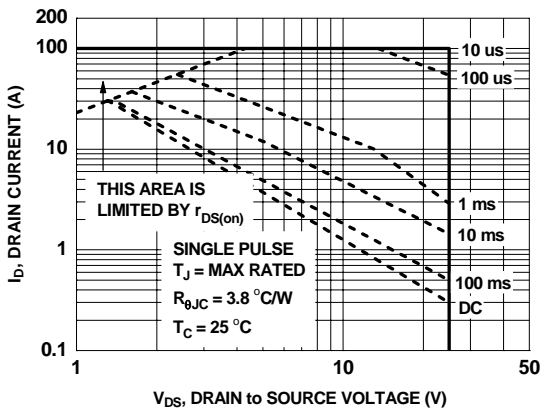 200
100
10
1
0.1
I_D, DRAIN CURRENT (A)
10 us
100 us
1 ms
10 ms
100 ms
DC
THIS AREA IS
LIMITED BY r_DS(on)
SINGLE PULSE
T_J = MAX RATED
R_θJC = 3.8 °C/W
T_C = 25 °C
1
10
50
V_DS, DRAIN to SOURCE VOLTAGE (V)